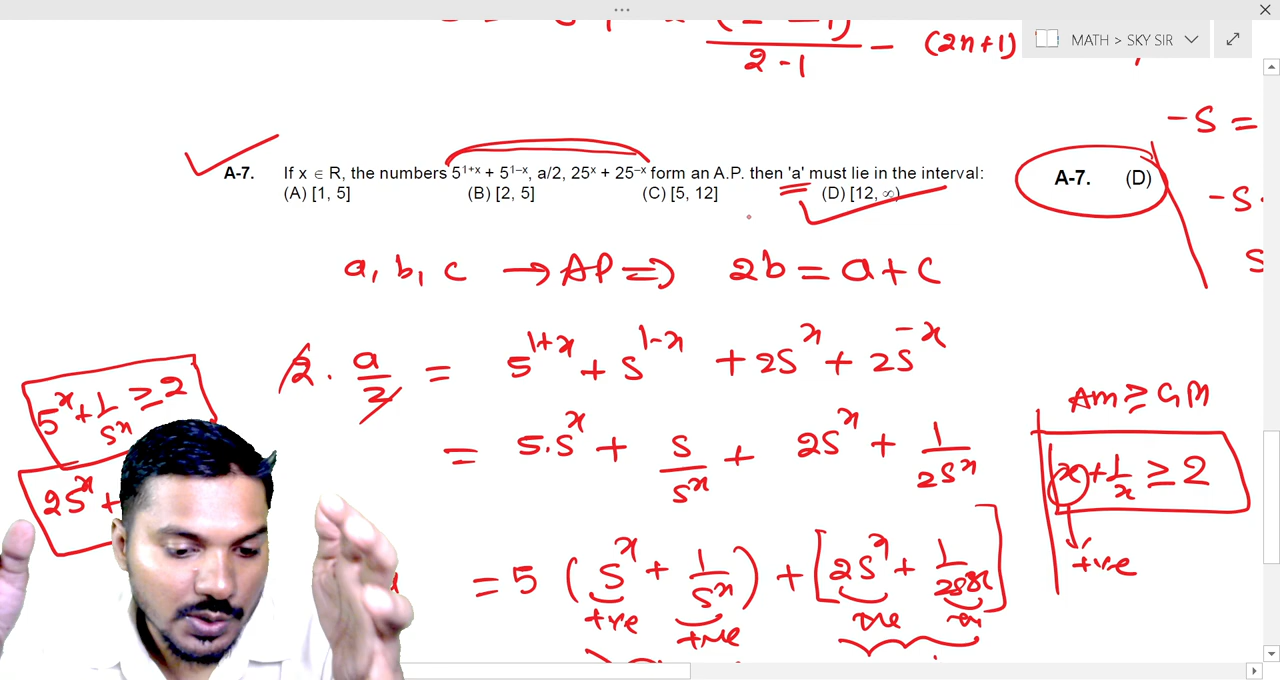 2 - 1 - (2n+1)
MATH > SKY SIR
-S =
A-7. If x ∈ R, the numbers 5^{1+x} + 5^{1–x}, a/2, 25^x + 25^{–x} form an A.P. then 'a' must lie in the interval:
(A) [1, 5] (B) [2, 5] (C) [5, 12] (D) [12, ∞)
A-7. (D)
-S
S
a, b, c → AP ⇒ 2b = a + c
2 . a/2 = 5^{1+x} + 5^{1-x} + 25^x + 25^{-x}
5^x + 1/5^x ≥ 2
AM ≥ GM
= 5.5^x + 5/5^x + 25^x + 1/25^x
x + 1/x ≥ 2
25^x +
+ve
= 5 (5^x + 1/5^x) + [25^x + 1/25^x]
+ve +ve